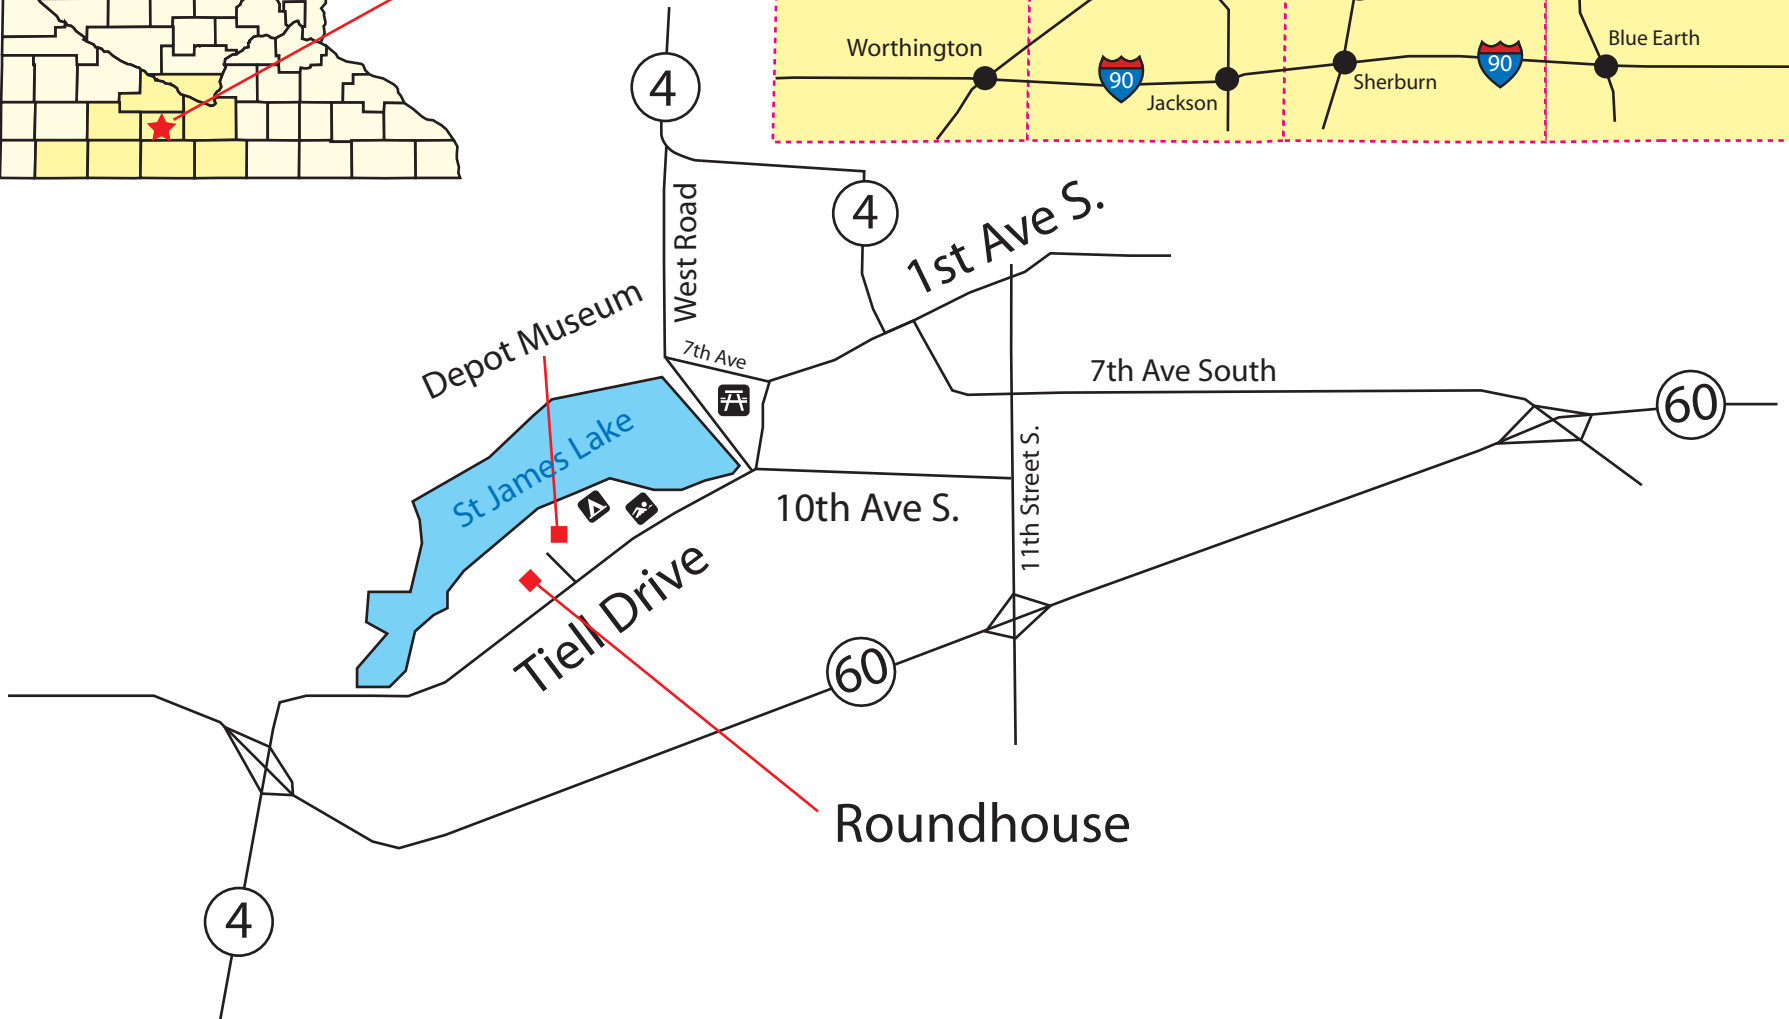 Worthington
90
Jackson
Sherburn
90
Blue Earth
4
4
West Road
1st Ave S.
Depot Museum
7th Ave
7th Ave South
60
St James Lake
10th Ave S.
11th Street S.
Tiell Drive
60
Roundhouse
4